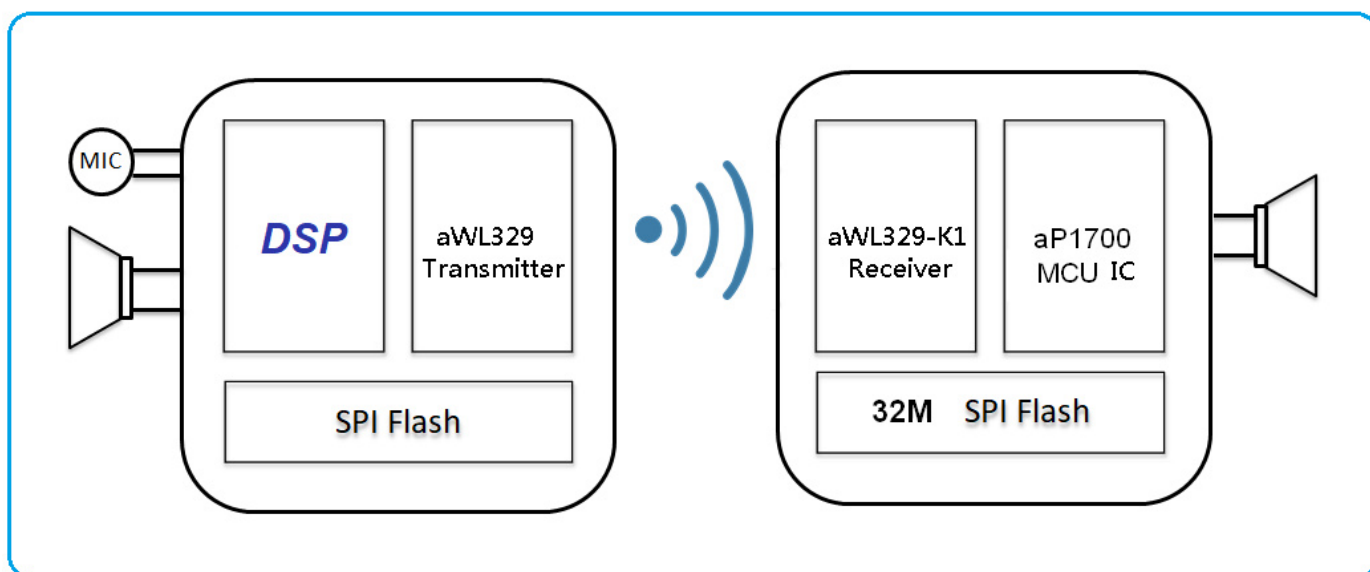 MIC
DSP
aWL329
Transmitter
SPI Flash
aWL329-K1
Receiver
aP1700
MCU IC
32M SPI Flash